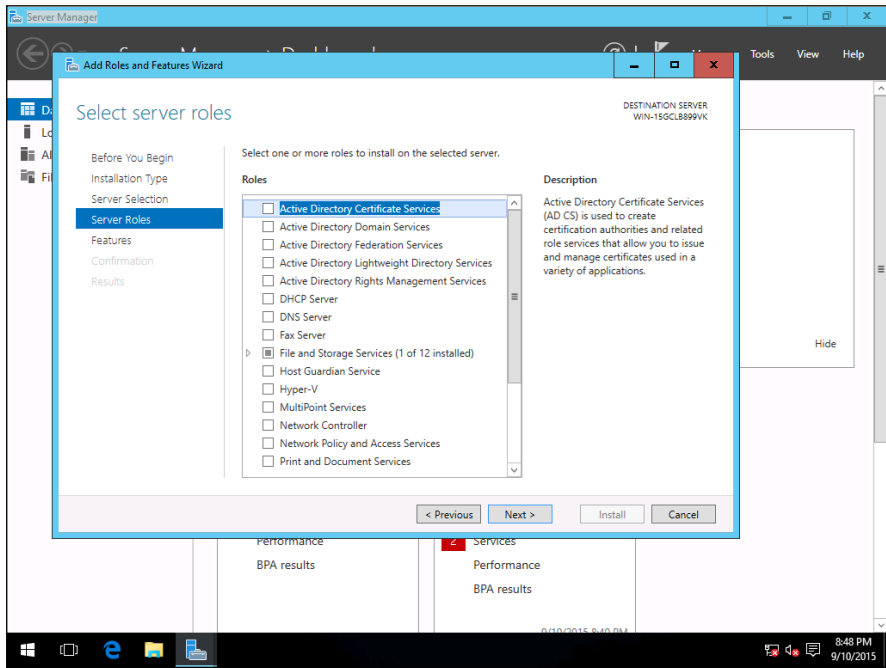 Server Manager
Tools View Help
Add Roles and Features Wizard
Select server roles
DESTINATION SERVER
WIN-15GCLB899VK
Before You Begin
Installation Type
Server Selection
Server Roles
Features
Confirmation
Results
Select one or more roles to install on the selected server.
Roles
Active Directory Certificate Services
Active Directory Domain Services
Active Directory Federation Services
Active Directory Lightweight Directory Services
Active Directory Rights Management Services
DHCP Server
DNS Server
Fax Server
File and Storage Services (1 of 12 installed)
Host Guardian Service
Hyper-V
MultiPoint Services
Network Controller
Network Policy and Access Services
Print and Document Services
Description
Active Directory Certificate Services
(AD CS) is used to create
certification authorities and related
role services that allow you to issue
and manage certificates used in a
variety of applications.
< Previous
Next >
Install
Cancel
Hide
Performance
BPA results
2 Services
Performance
BPA results
8:48 PM
9/10/2015